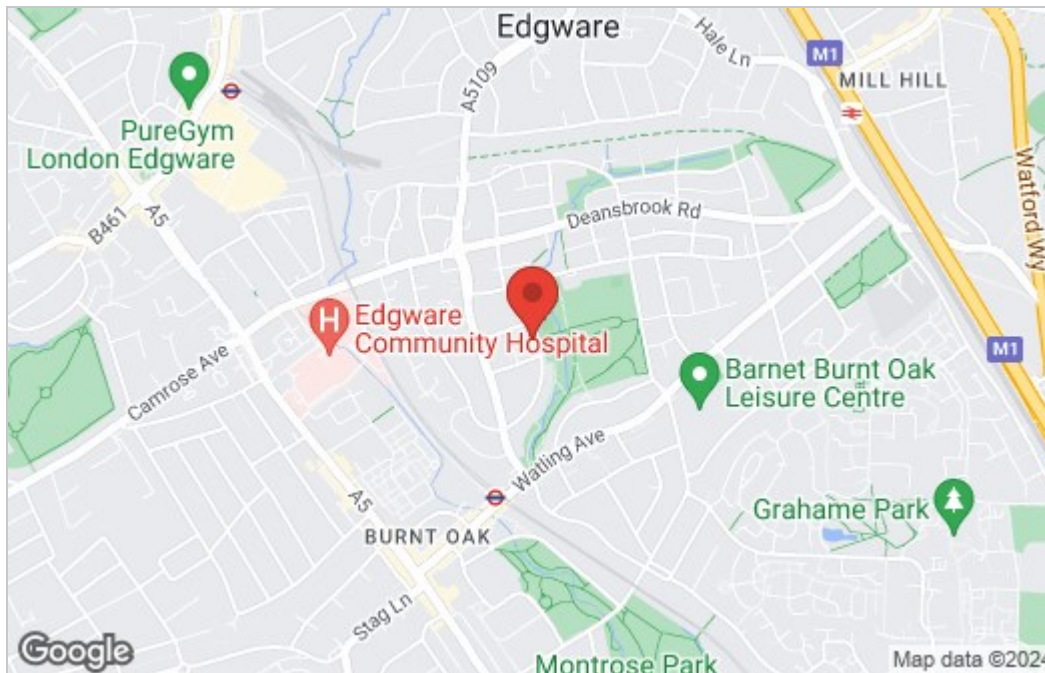 Edgware
Hale Ln
M1
MILL HILL
A5109
PureGym
London Edgware
Watford Wy
B461
A5
Deansbrook Rd
H
Edgware
Community Hospital
M1
Camrose Ave
Barnet Burnt Oak
Leisure Centre
Watling Ave
A5
Grahame Park
BURNT OAK
Stag Ln
Montrose Park
Google
Map data ©2024